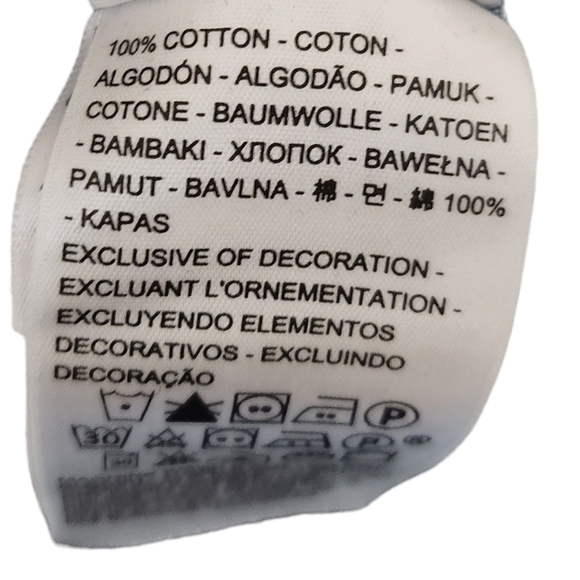 100% COTTON - COTON -
ALGODÓN - ALGODÃO - PAMUK -
COTONE - BAUMWOLLE - KATOEN
- BAMBAKI - ХЛОПОК - BAWEŁNA -
PAMUT - BAVLNA - 棉 - 면 - 綿 100%
- KAPAS
EXCLUSIVE OF DECORATION -
EXCLUANT L'ORNEMENTATION -
EXCLUYENDO ELEMENTOS
DECORATIVOS - EXCLUINDO
DECORAÇÃO
P
30